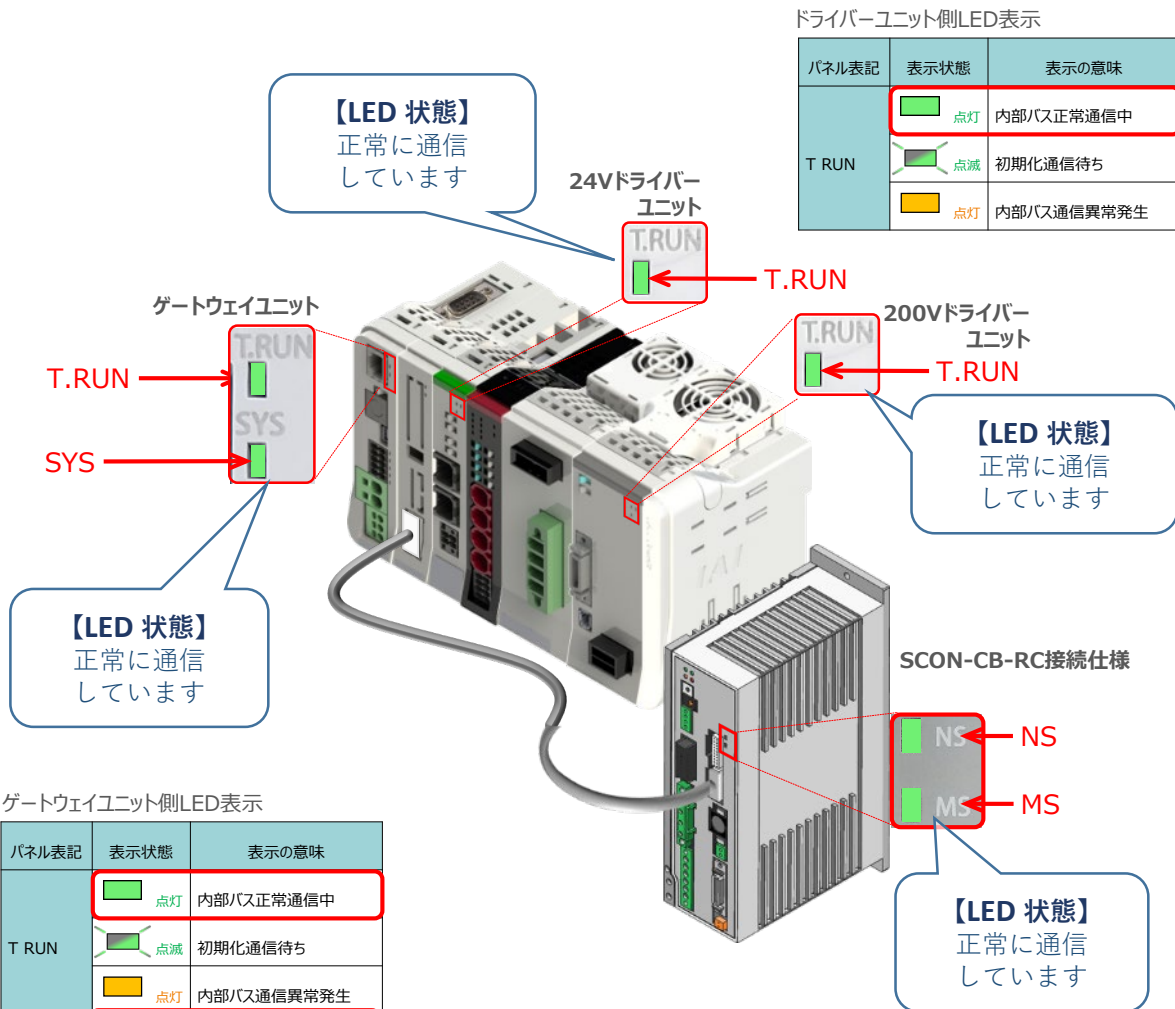 ドライバーユニット側LED表示
パネル表記 表示状態 表示の意味
T RUN
点灯 内部バス正常通信中
点滅 初期化通信待ち
点灯 内部バス通信異常発生
【LED 状態】
正常に通信
しています
24Vドライバー
ユニット
T.RUN
T.RUN
ゲートウェイユニット
T.RUN
T.RUN
SYS
SYS
200Vドライバー
ユニット
T.RUN
T.RUN
【LED 状態】
正常に通信
しています
【LED 状態】
正常に通信
しています
SCON-CB-RC接続仕様
NS
NS
MS
MS
【LED 状態】
正常に通信
しています
ゲートウェイユニット側LED表示
パネル表記 表示状態 表示の意味
T RUN
点灯 内部バス正常通信中
点滅 初期化通信待ち
点灯 内部バス通信異常発生